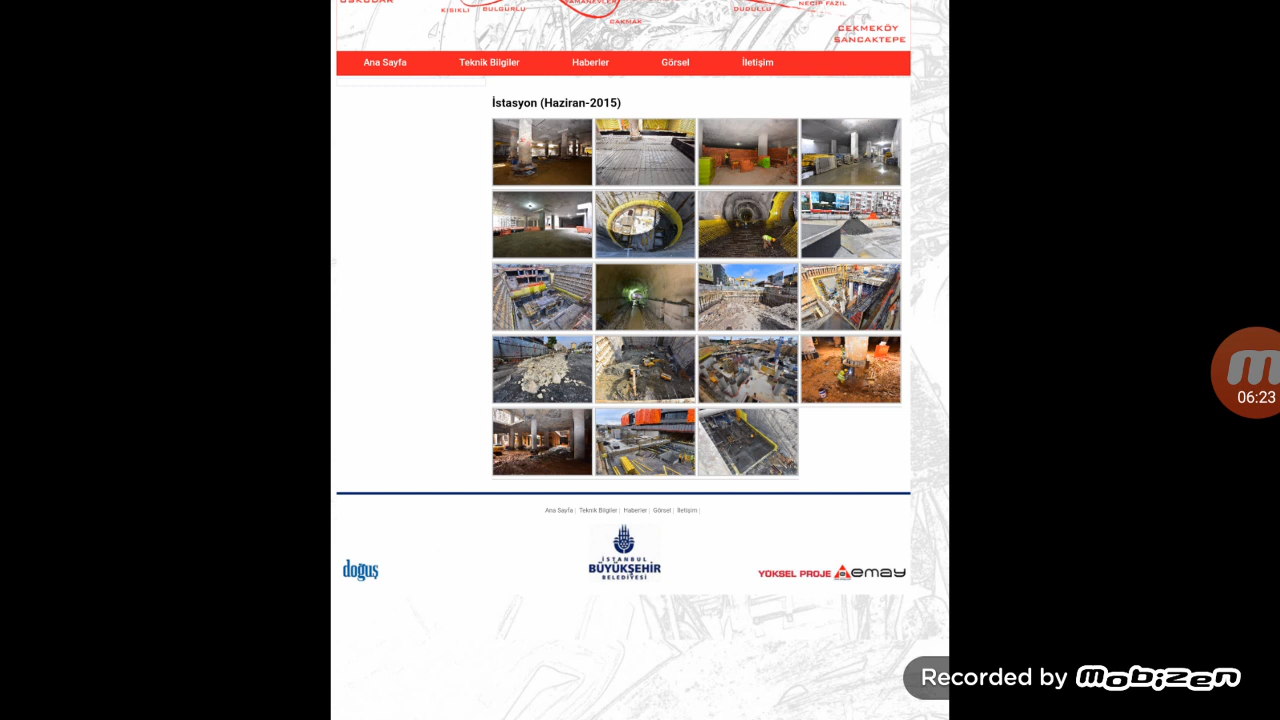 KISIKLI
BULGURLU
ÇAKMAK
DUDULLU
NECİP FAZIL
ÇEKMEKÖY
SANCAKTEPE
Ana Sayfa Teknik Bilgiler Haberler Görsel İletişim
İstasyon (Haziran-2015)
06:23
Ana Sayfa | Teknik Bilgiler | Haberler | Görsel | İletişim |
doğuş
İSTANBUL
BÜYÜKŞEHİR
BELEDİYESİ
YÜKSEL PROJE emay
Recorded by mobizen